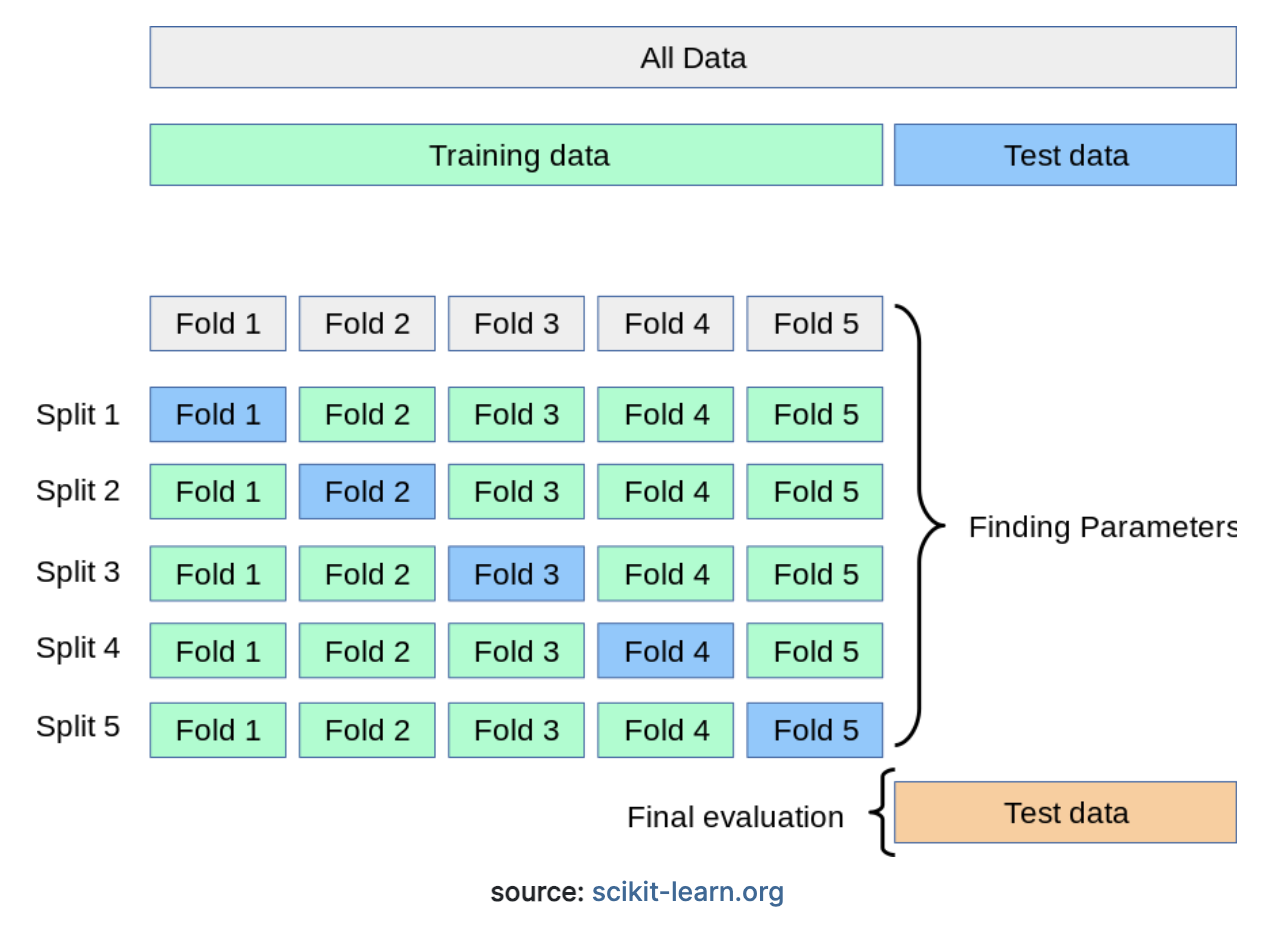 All Data
Training data Test data
Fold 1 Fold 2 Fold 3 Fold 4 Fold 5
Split 1 Fold 1 Fold 2 Fold 3 Fold 4 Fold 5
Split 2 Fold 1 Fold 2 Fold 3 Fold 4 Fold 5
Finding Parameters
Split 3 Fold 1 Fold 2 Fold 3 Fold 4 Fold 5
Split 4 Fold 1 Fold 2 Fold 3 Fold 4 Fold 5
Split 5 Fold 1 Fold 2 Fold 3 Fold 4 Fold 5
Final evaluation Test data
source: scikit-learn.org